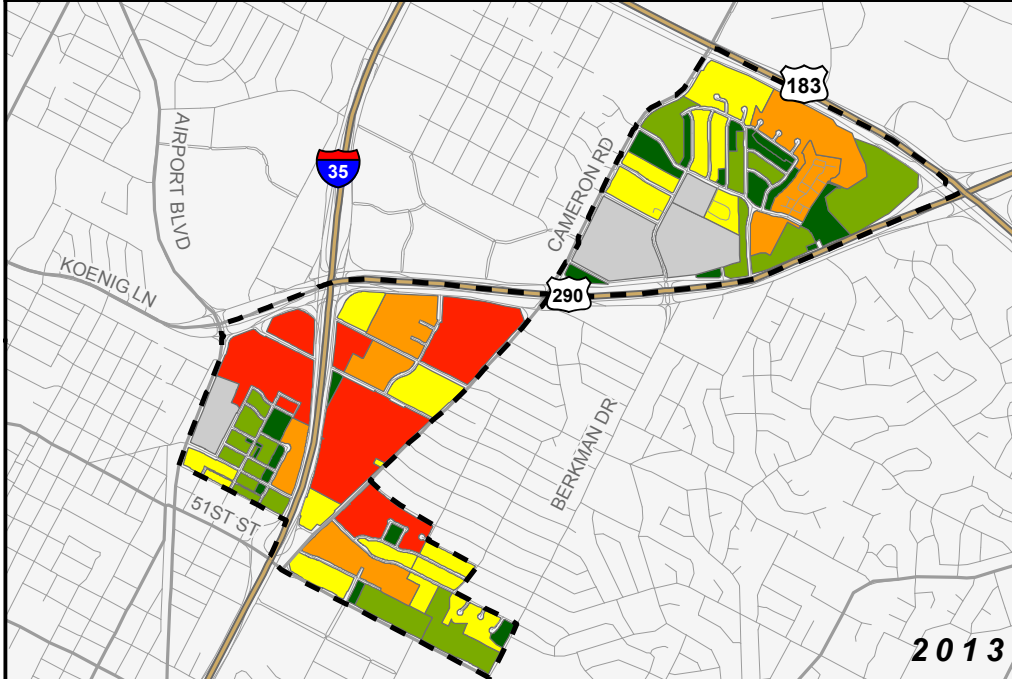 183
AIRPORT BLVD
35
CAMERON RD
KOENIG LN
290
BERKMAN DR
51ST ST
2013